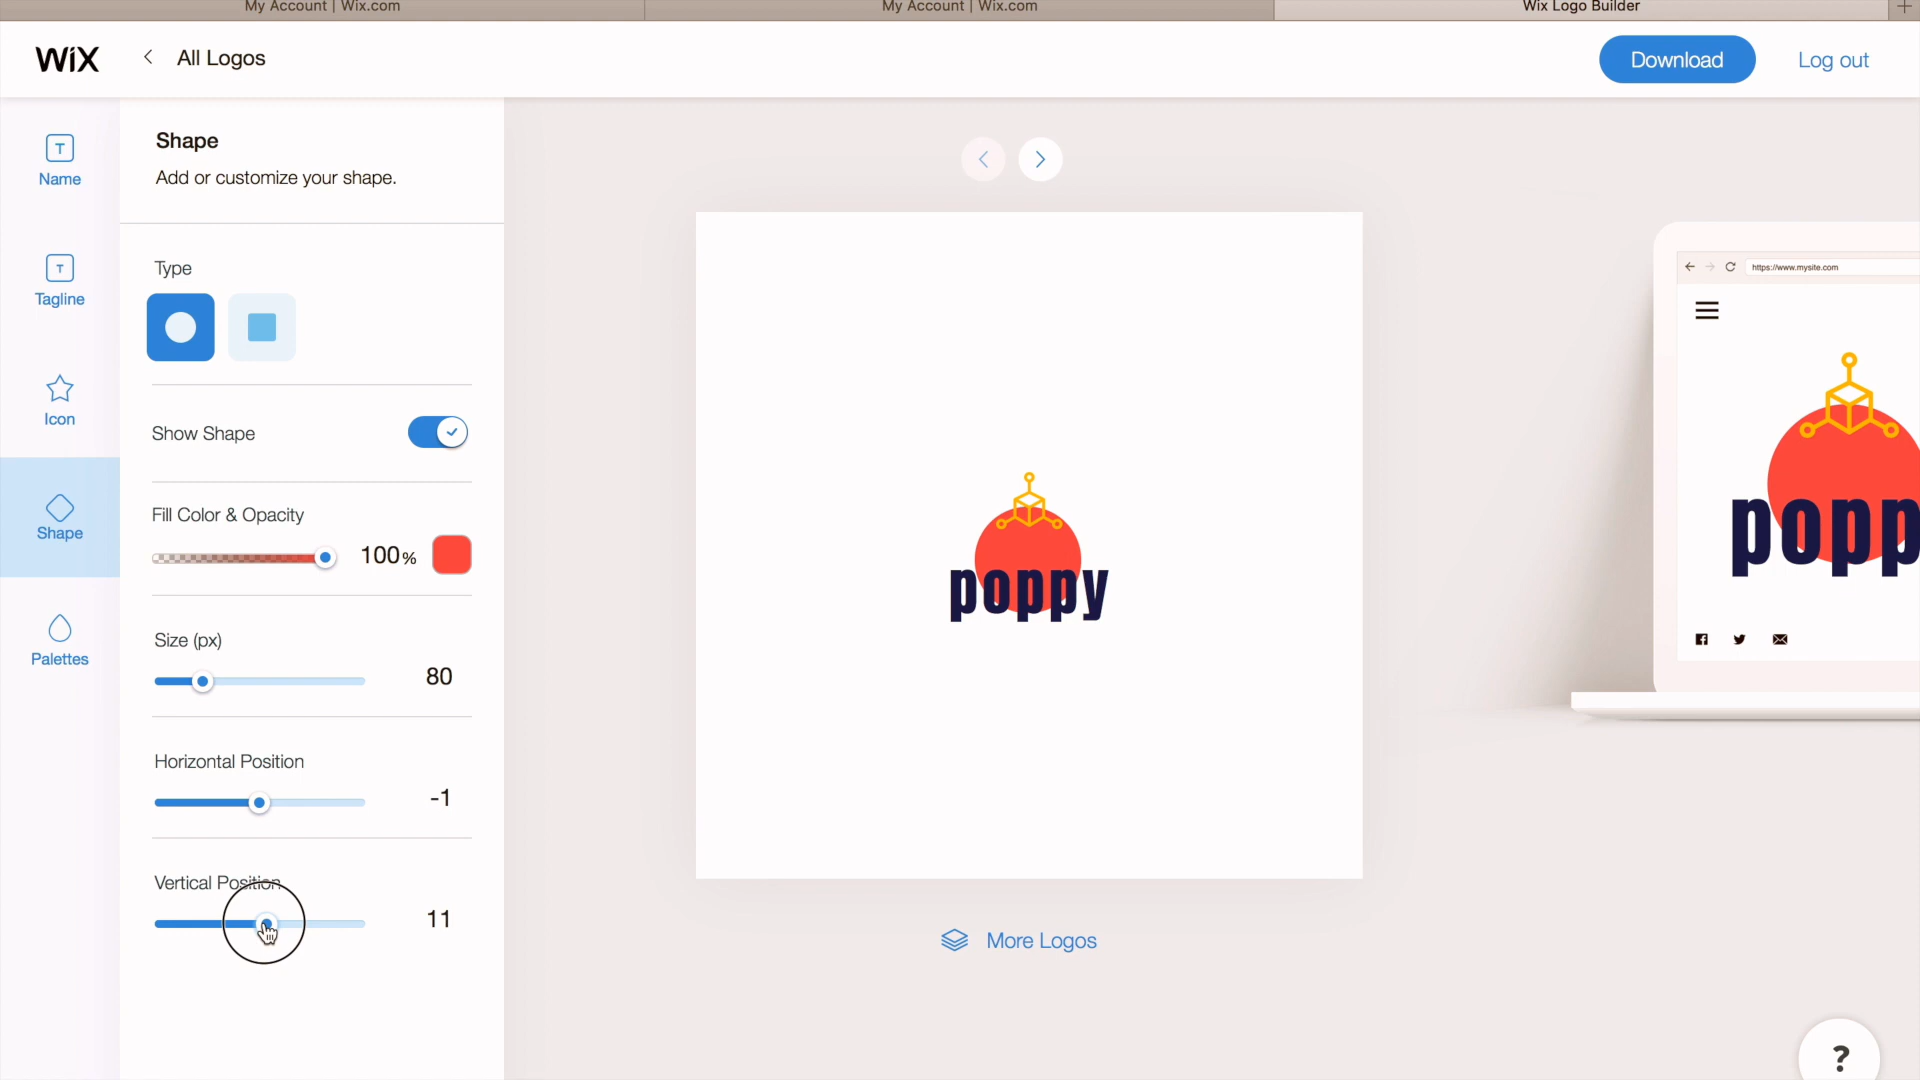 My Account | Wix.com
My Account | Wix.com
Wix Logo Builder
WiX
All Logos
Download
Log out
Name
Tagline
Icon
Shape
Palettes
Shape
Add or customize your shape.
Type
Show Shape
Fill Color & Opacity
100%
Size (px)
80
Horizontal Position
-1
Vertical Position
11
poppy
More Logos
https://www.mysite.com
popp
?